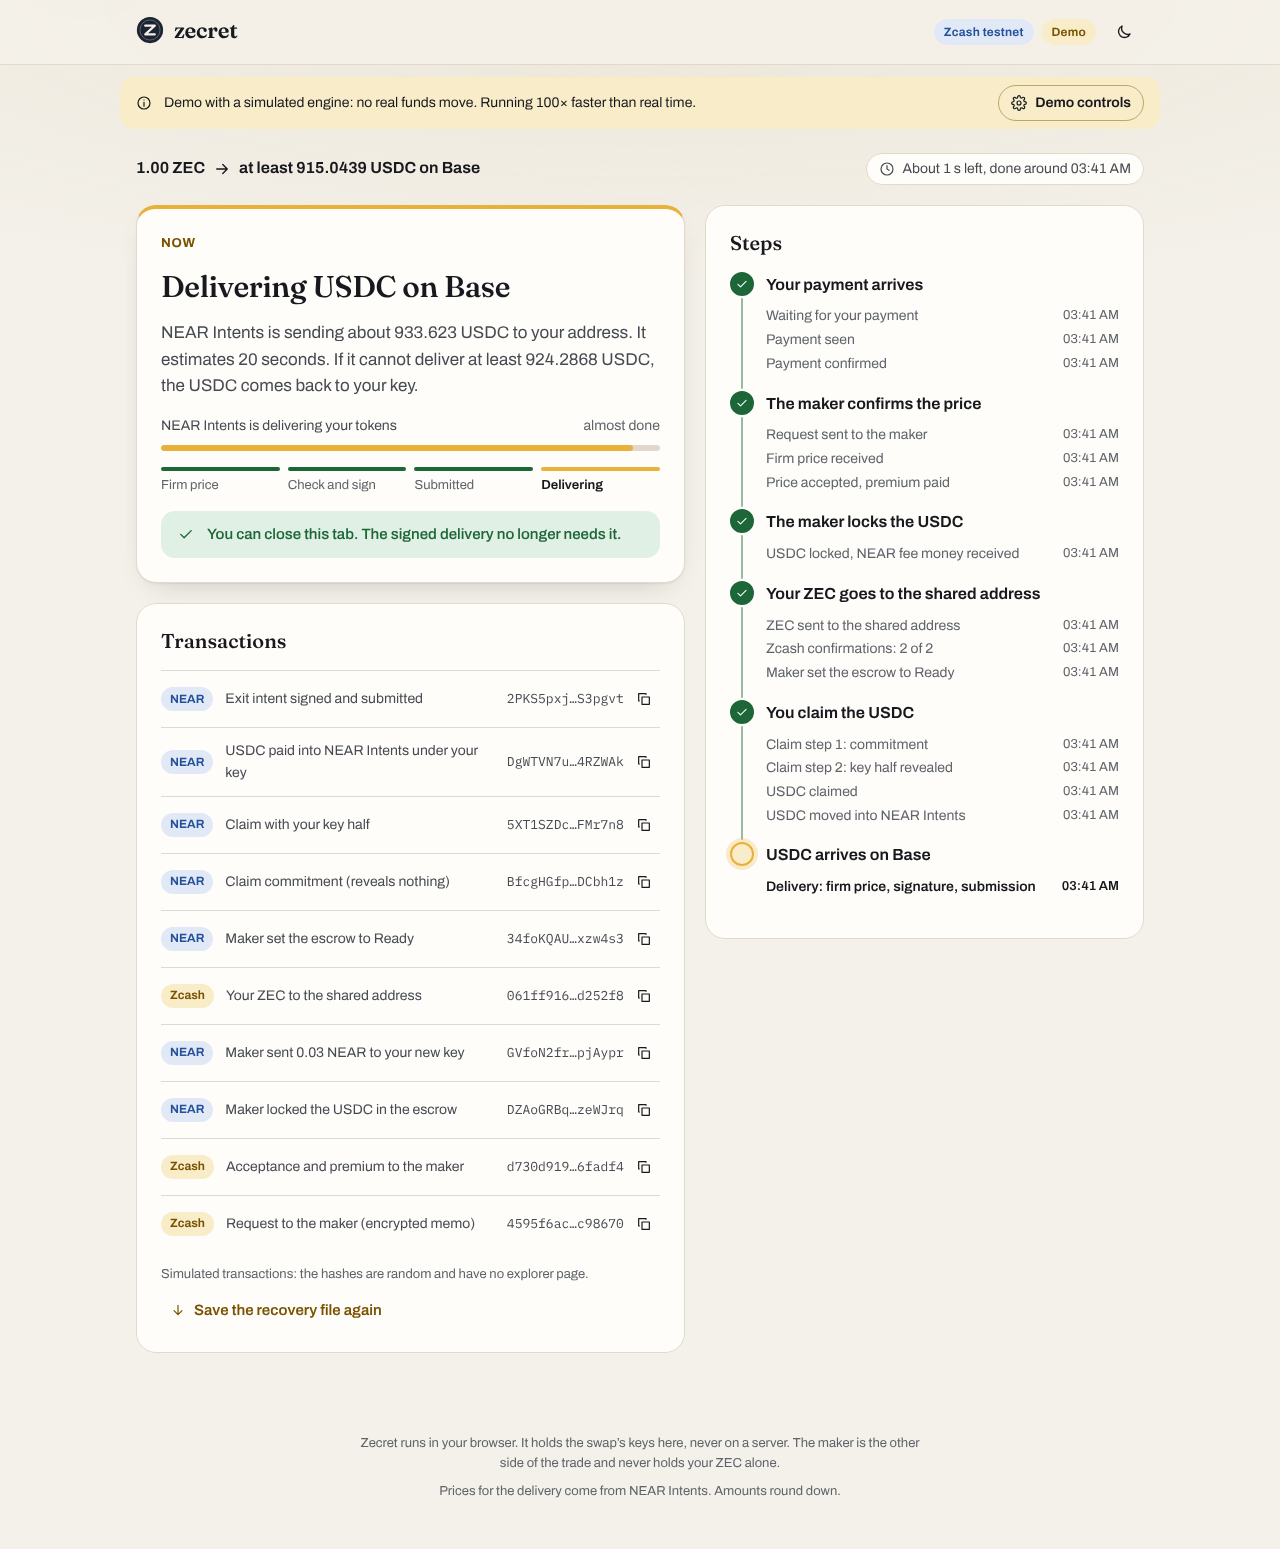 zecret
Zcash testnet
Demo
Demo with a simulated engine: no real funds move. Running 100× faster than real time.
Demo controls
1.00 ZEC → at least 915.0439 USDC on Base
About 1 s left, done around 03:41 AM
NOW
Delivering USDC on Base
NEAR Intents is sending about 933.623 USDC to your address. It
estimates 20 seconds. If it cannot deliver at least 924.2868 USDC,
the USDC comes back to your key.
NEAR Intents is delivering your tokens
almost done
Firm price
Check and sign
Submitted
Delivering
You can close this tab. The signed delivery no longer needs it.
Transactions
NEAR Exit intent signed and submitted 2PKS5pxj…S3pgvt
NEAR USDC paid into NEAR Intents under your
key DgWTVN7u…4RZWAk
NEAR Claim with your key half 5XT1SZDc…FMr7n8
NEAR Claim commitment (reveals nothing) BfcgHGfp…DCbh1z
NEAR Maker set the escrow to Ready 34foKQAU…xzw4s3
Zcash Your ZEC to the shared address 061ff916…d252f8
NEAR Maker sent 0.03 NEAR to your new key GVfoN2fr…pjAypr
NEAR Maker locked the USDC in the escrow DZAoGRBq…zeWJrq
Zcash Acceptance and premium to the maker d730d919…6fadf4
Zcash Request to the maker (encrypted memo) 4595f6ac…c98670
Simulated transactions: the hashes are random and have no explorer page.
Save the recovery file again
Steps
Your payment arrives
Waiting for your payment 03:41 AM
Payment seen 03:41 AM
Payment confirmed 03:41 AM
The maker confirms the price
Request sent to the maker 03:41 AM
Firm price received 03:41 AM
Price accepted, premium paid 03:41 AM
The maker locks the USDC
USDC locked, NEAR fee money received 03:41 AM
Your ZEC goes to the shared address
ZEC sent to the shared address 03:41 AM
Zcash confirmations: 2 of 2 03:41 AM
Maker set the escrow to Ready 03:41 AM
You claim the USDC
Claim step 1: commitment 03:41 AM
Claim step 2: key half revealed 03:41 AM
USDC claimed 03:41 AM
USDC moved into NEAR Intents 03:41 AM
USDC arrives on Base
Delivery: firm price, signature, submission 03:41 AM
Zecret runs in your browser. It holds the swap's keys here, never on a server. The maker is the other
side of the trade and never holds your ZEC alone.
Prices for the delivery come from NEAR Intents. Amounts round down.